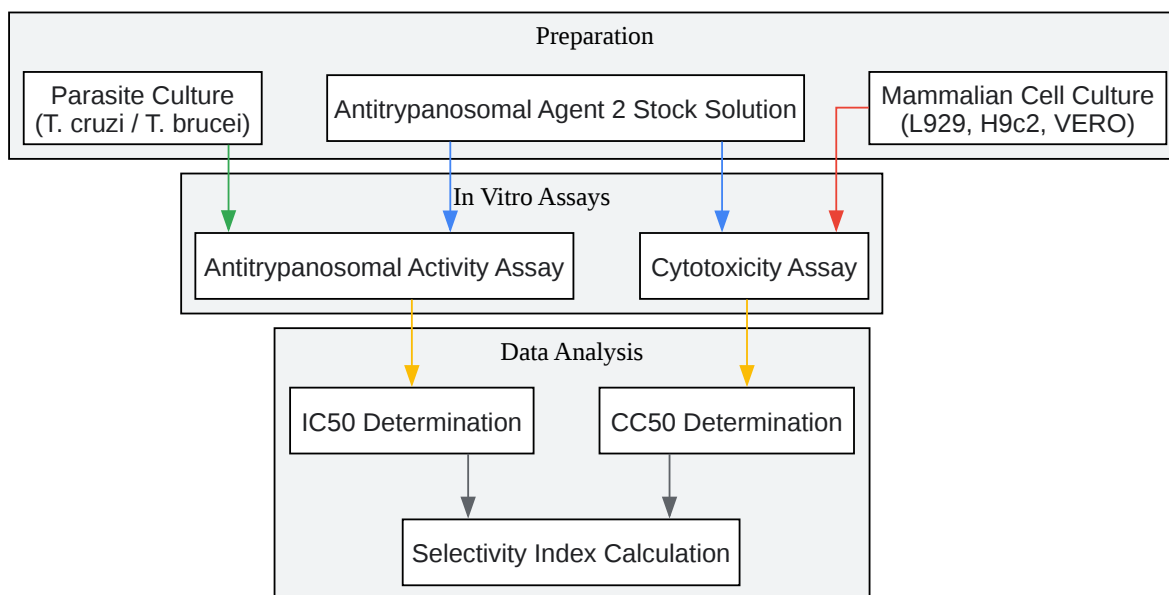 Preparation
Parasite Culture
(T. cruzi / T. brucei)
Antitrypanosomal Agent 2 Stock Solution
Mammalian Cell Culture
(L929, H9c2, VERO)
In Vitro Assays
Antitrypanosomal Activity Assay
Cytotoxicity Assay
Data Analysis
IC50 Determination
CC50 Determination
Selectivity Index Calculation